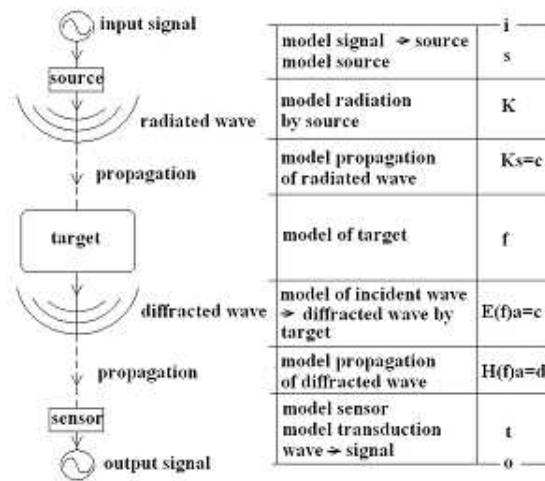 input signal
source
radiated wave
propagation
target
diffracted wave
propagation
sensor
output signal
i
model signal → source
model source
s
model radiation
by source
K
model propagation
of radiated wave
Ks=c
model of target
f
model of incident wave
→ diffracted wave by
target
E(f)a=c
model propagation
of diffracted wave
H(f)a=d
model sensor
model transduction
wave → signal
t
o